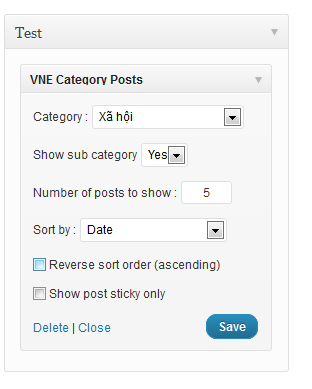 Test
VNE Category Posts
Category : Xã hội
Show sub category Yes
Number of posts to show : 5
Sort by : Date
Reverse sort order (ascending)
Show post sticky only
Delete | Close Save